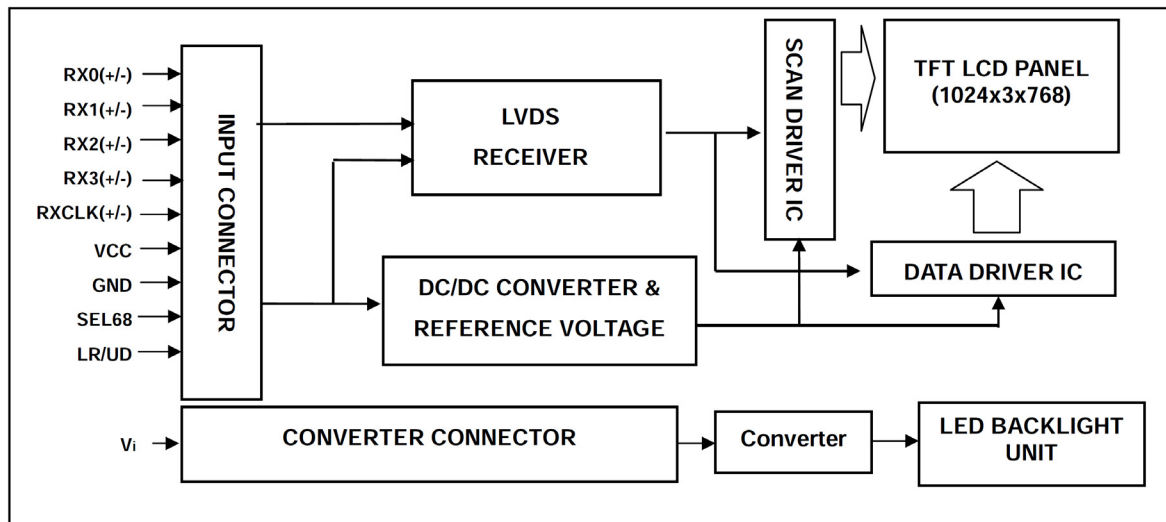 RX0(+/-)
RX1(+/-)
RX2(+/-)
RX3(+/-)
RXCLK(+/-)
VCC
GND
SEL68
LR/UD
INPUT CONNECTOR
LVDS
RECEIVER
DC/DC CONVERTER &
REFERENCE VOLTAGE
SCAN DRIVER IC
TFT LCD PANEL
(1024x3x768)
DATA DRIVER IC
Vi
CONVERTER CONNECTOR
Converter
LED BACKLIGHT
UNIT